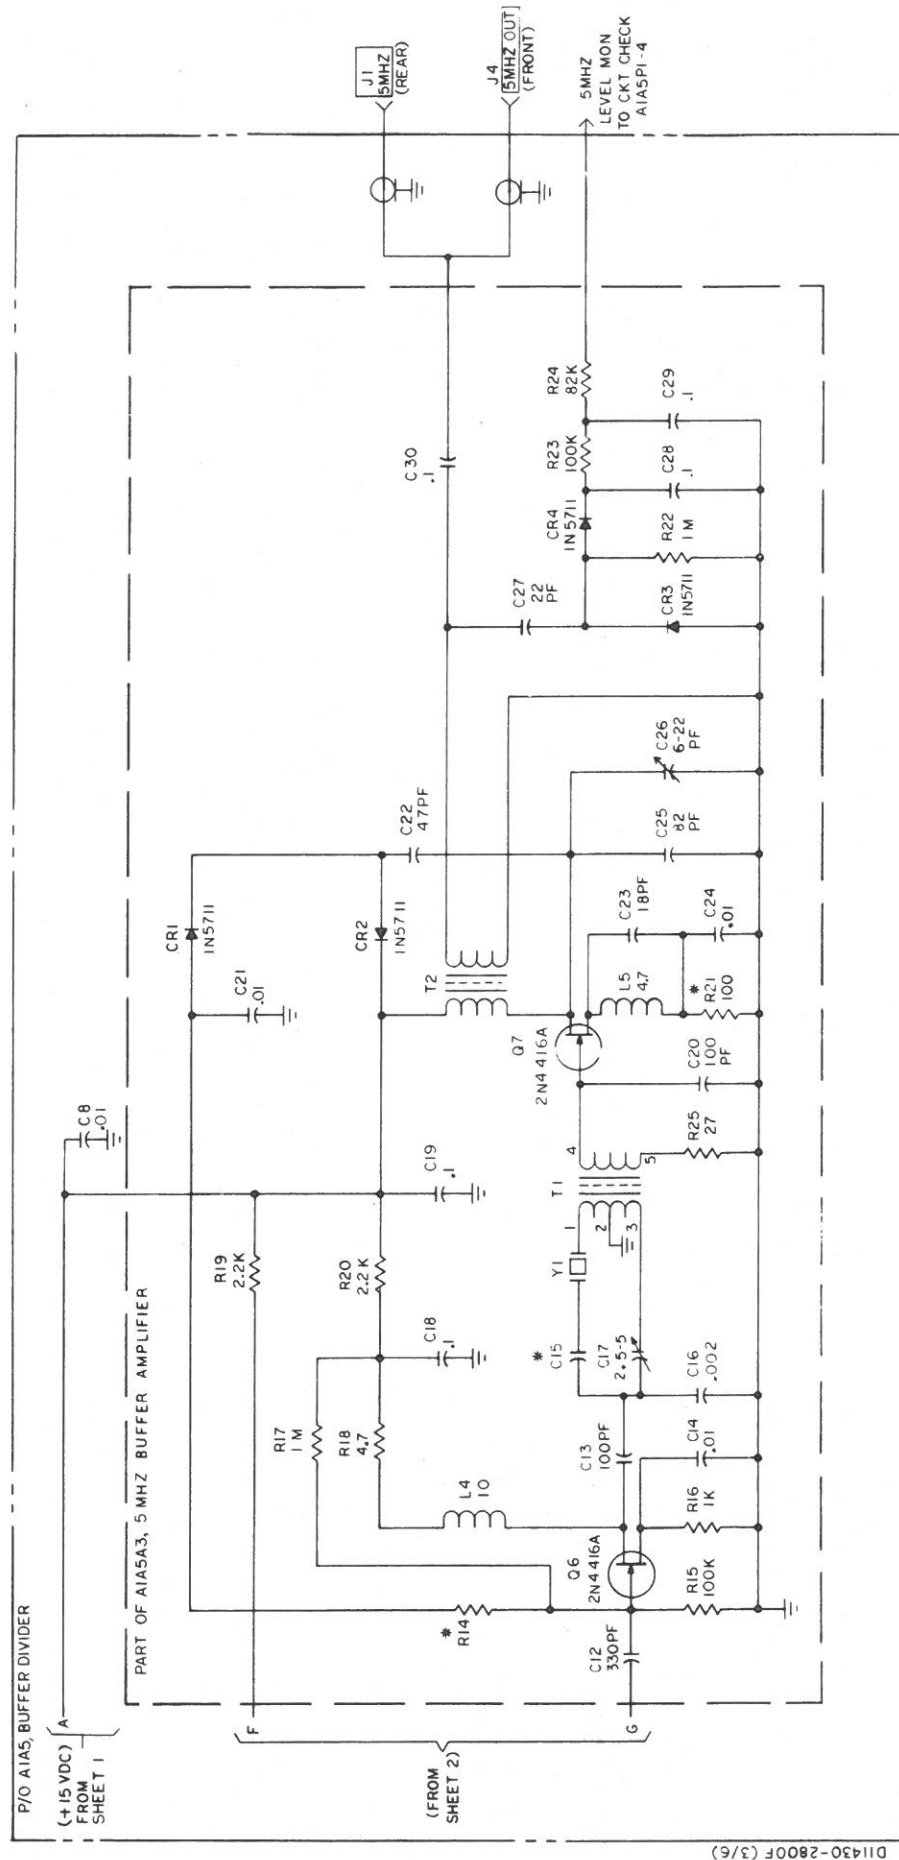 P/O A1A5, BUFFER DIVIDER
(+15 VDC)
FROM
SHEET 1
A
C8
.01
PART OF A1A5A3, 5 MHZ BUFFER AMPLIFIER
F
(FROM
SHEET 2)
G
R19
2.2K
CR1
1N5711
C21
.01
R17
1M
R18
4.7
C18
.1
R20
2.2K
C19
.1
CR2
1N5711
C22
47PF
*
R14
L4
10
T2
C30
.1
J1
5MHZ
(REAR)
J4
5MHZ OUT
(FRONT)
C12
330PF
Q6
2N4416A
C13
100PF
*
C15
Y1
C17
2.5-5
1
2
3
T1
4
5
Q7
2N4416A
L5
4.7
C23
18PF
C27
22
PF
CR4
1N5711
R23
100K
R24
82K
5MHZ
LEVEL MON
TO CKT CHECK
A1A5P1-4
R15
100K
R16
1K
C14
.01
C16
.002
R25
27
C20
100
PF
*
R21
100
C24
.01
C25
82
PF
C26
6-22
PF
CR3
1N5711
R22
1M
C28
.1
C29
.1
D11430-2800F (3/6)